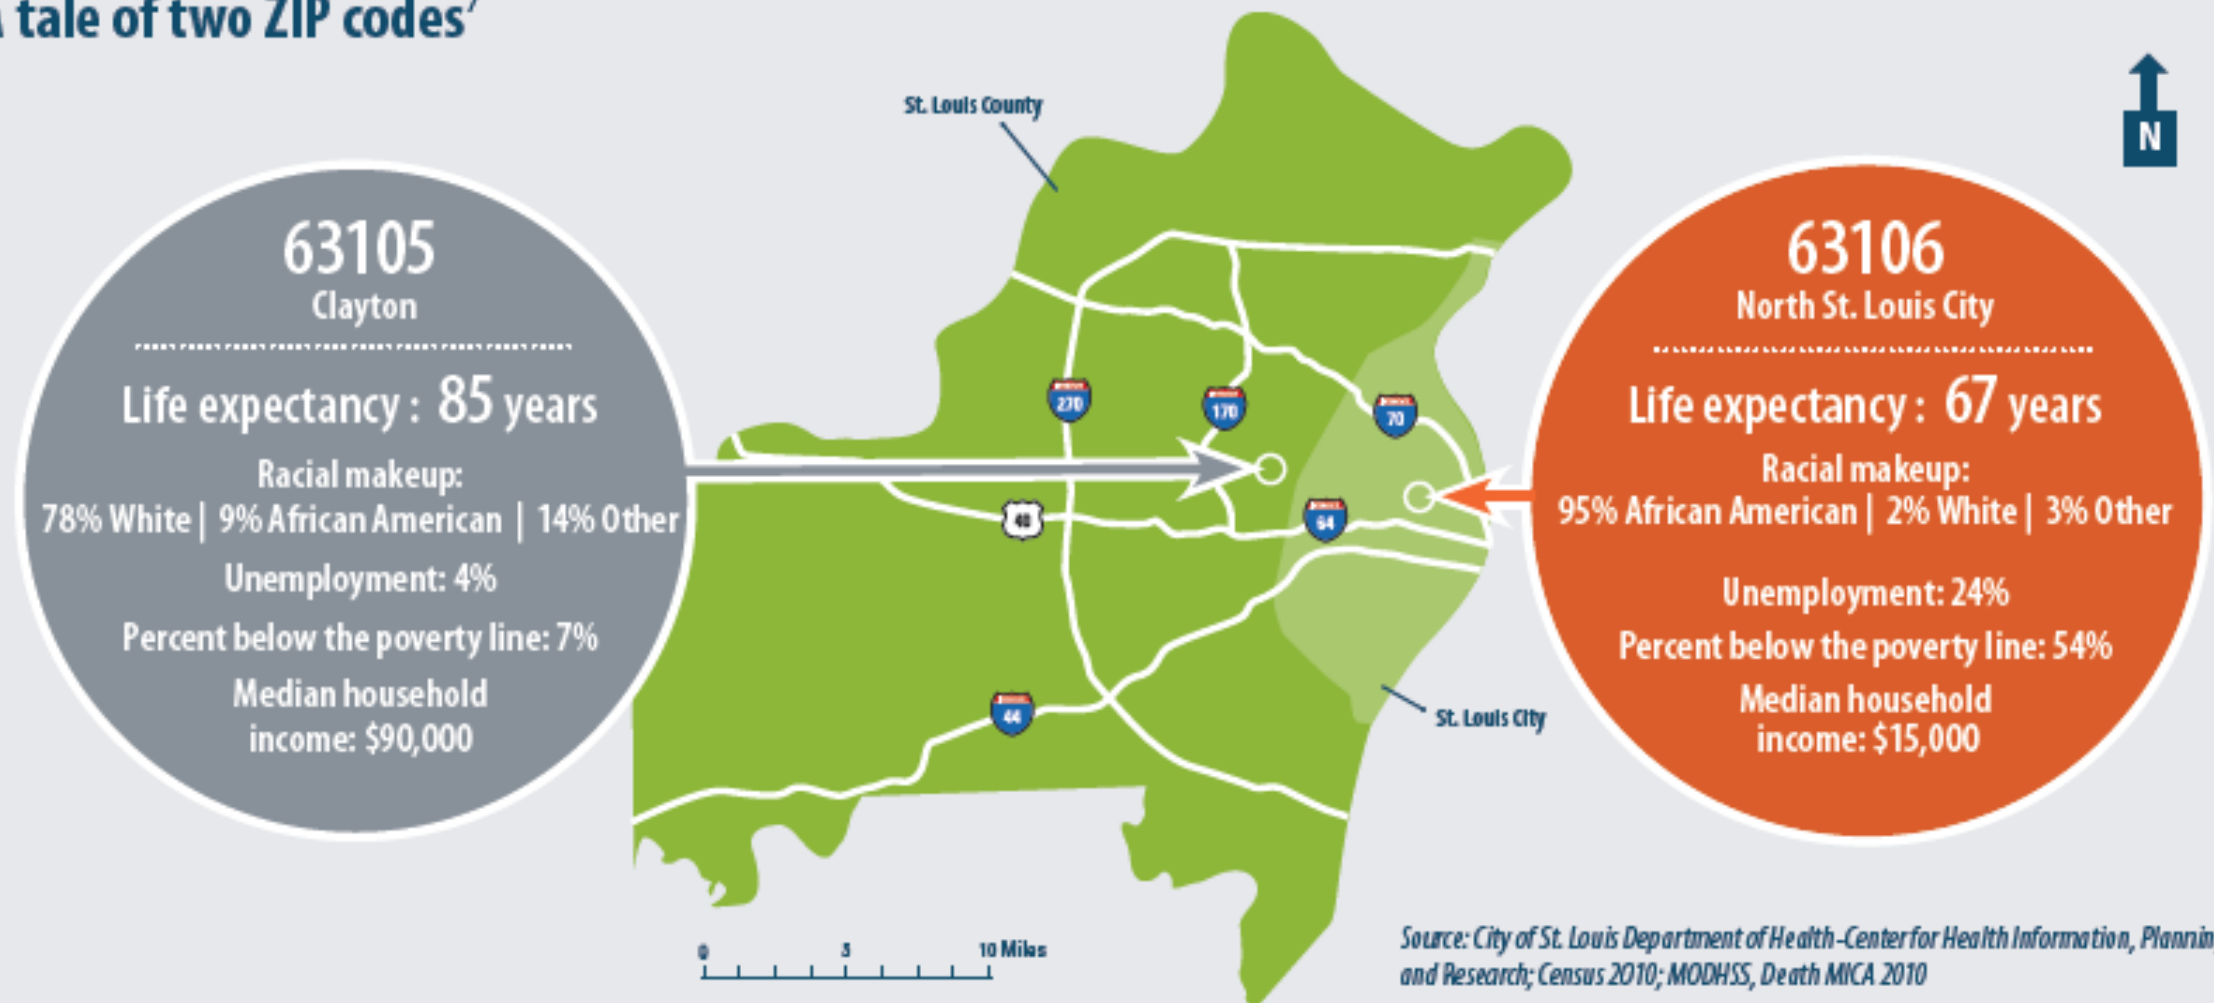 tale of two ZIP codes⁷
St. Louis County
N
63105
Clayton
Life expectancy : 85 years
Racial makeup:
78% White | 9% African American | 14% Other
Unemployment: 4%
Percent below the poverty line: 7%
Median household
income: $90,000
270
170
70
40
64
44
63106
North St. Louis City
Life expectancy : 67 years
Racial makeup:
95% African American | 2% White | 3% Other
Unemployment: 24%
Percent below the poverty line: 54%
Median household
income: $15,000
St. Louis City
0 5 10 Miles
Source: City of St. Louis Department of Health-Center for Health Information, Plannin
and Research; Census 2010; MODHSS, Death MICA 2010